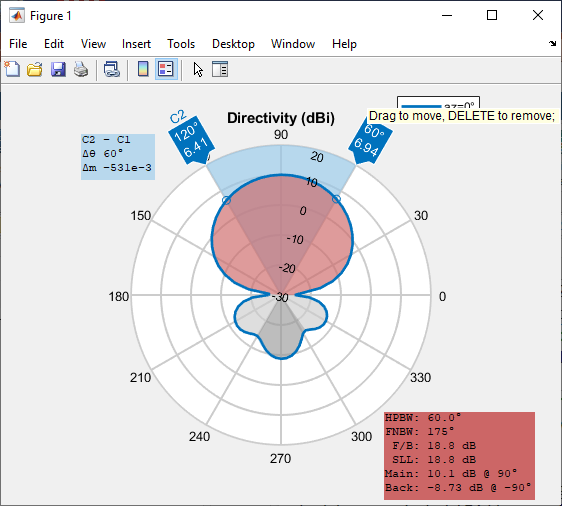 Figure 1
File Edit View Insert Tools Desktop Window Help
az=0°
Drag to move, DELETE to remove;
Directivity (dBi)
C2
120°
6.41
60°
6.94
C2 - C1
Δθ 60°
Δm -531e-3
90
20
10
0
-10
-20
-30
150
30
180
0
210
330
240
300
270
HPBW: 60.0°
FNBW: 175°
F/B: 18.8 dB
SLL: 18.8 dB
Main: 10.1 dB @ 90°
Back: -8.73 dB @ -90°